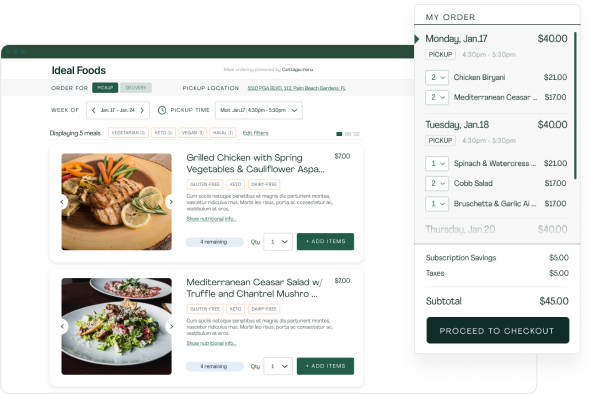 MY ORDER
Monday, Jan.17 $40.00
PICKUP 4:30pm - 5:30pm
2 Chicken Biryani $21.00
2 Mediterranean Ceasar ... $17.00
Tuesday, Jan.18 $40.00
PICKUP 4:30pm - 5:30pm
1 Spinach & Watercress ... $21.00
2 Cobb Salad $17.00
1 Bruschetta & Garlic Ai ... $17.00
Thursday, Jan.20 $40.00
Subscription Savings $5.00
Taxes $5.00
Subtotal $45.00
PROCEED TO CHECKOUT
Ideal Foods
Meal ordering powered by Cottage.menu
ORDER FOR PICKUP DELIVERY PICKUP LOCATION 5510 PGA BLVD, 113, Palm Beach Gardens, FL
WEEK OF Jan. 17 - Jan. 24 PICKUP TIME Mon. Jan.17 | 4:30pm - 5:30pm
Displaying 5 meals VEGETARIAN (3) KETO (1) VEGAN (1) HALAL (1) Edit filters
Grilled Chicken with Spring $7.00
Vegetables & Cauliflower Aspa...
GLUTEN-FREE KETO DAIRY-FREE
Cum sociis natoque penatibus et magnis dis parturient montes,
nascetur ridiculus mus. Morbi leo risus, porta ac consectetur ac,
vestibulum at eros.
Show nutritional info...
4 remaining Qty 1 + ADD ITEMS
Mediterranean Ceasar Salad w/ $7.00
Truffle and Chantrel Mushro ...
GLUTEN-FREE KETO DAIRY-FREE
Cum sociis natoque penatibus et magnis dis parturient montes,
nascetur ridiculus mus. Morbi leo risus, porta ac consectetur ac,
vestibulum at eros.
Show nutritional info...
4 remaining Qty 1 + ADD ITEMS